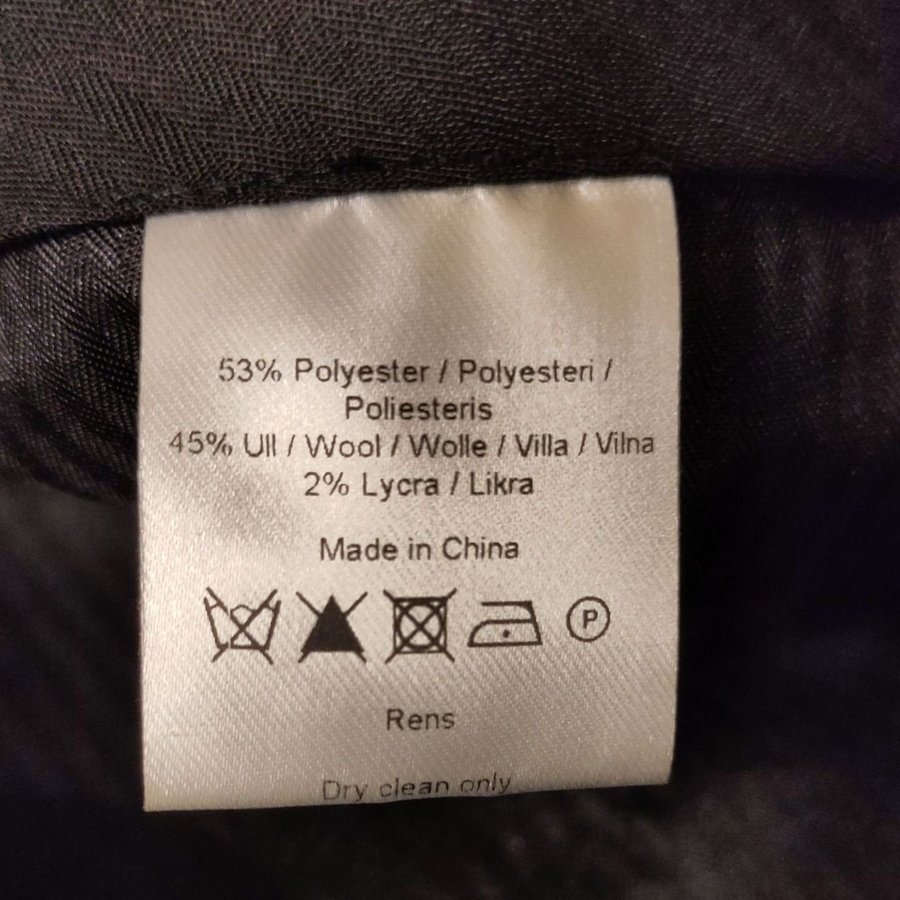 53% Polyester / Polyesteri /
Poliesteris
45% Ull / Wool / Wolle / Villa / Vilna
2% Lycra / Likra
Made in China
P
Rens
Dry clean only